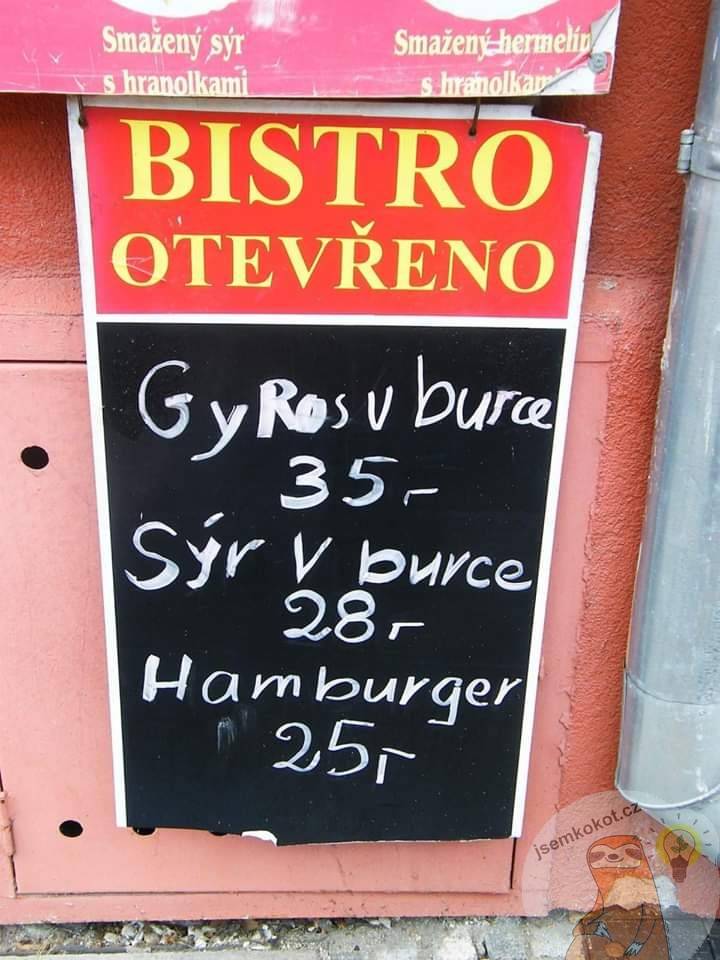 Smažený sýr
s hranolkami
Smažený hermelín
s hranolkami
BISTRO
OTEVŘENO
Gyros v burce
35,-
Sýr v burce
28,-
Hamburger
25,-
jsemkokot.cz